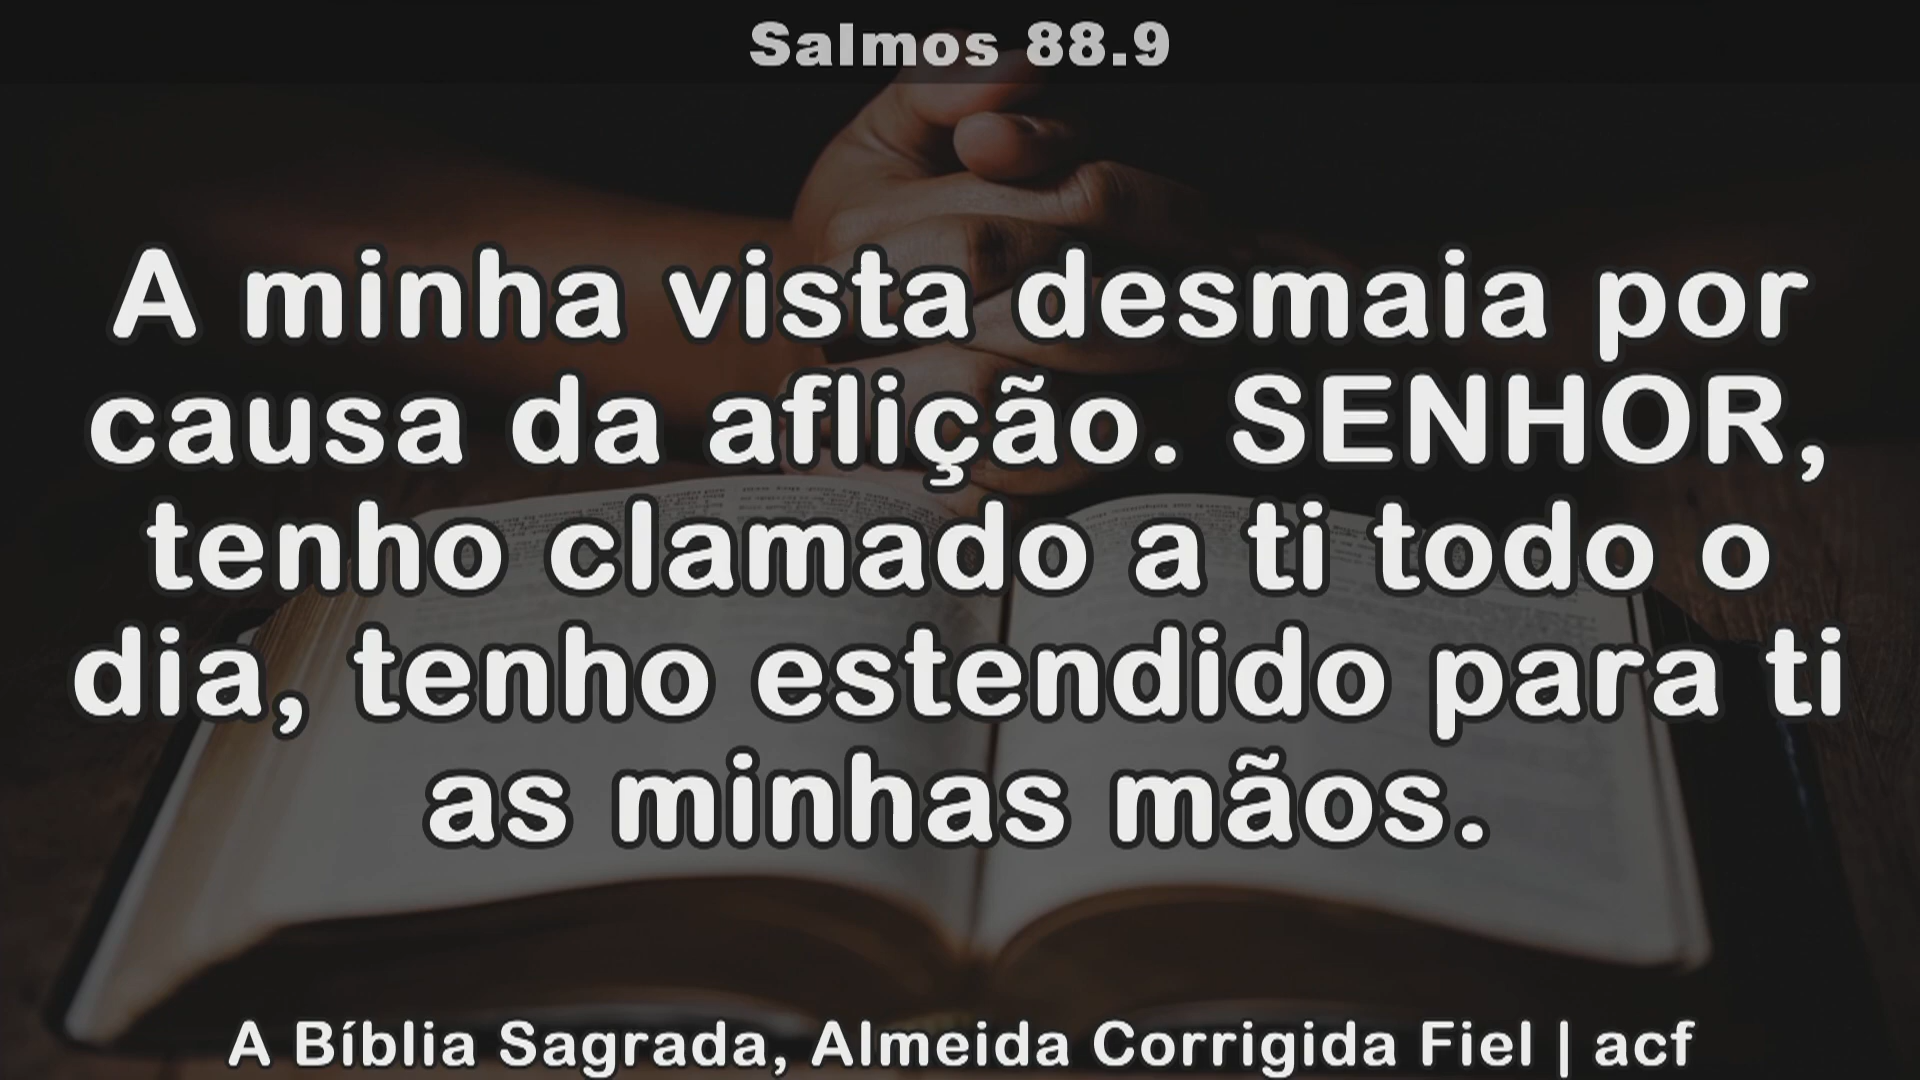 Salmos 88.9
A minha vista desmaia por
causa da aflição. SENHOR,
tenho clamado a ti todo o
dia, tenho estendido para ti
as minhas mãos.
A Bíblia Sagrada, Almeida Corrigida Fiel | acf